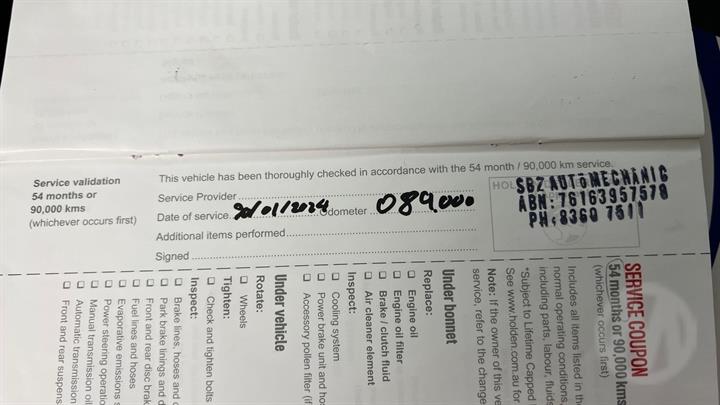 Service validation
54 months or
90,000 kms
(whichever occurs first)
This vehicle has been thoroughly checked in accordance with the 54 month / 90,000 km service.
Service Provider
Date of service 20/01/2024 Odometer 089,000
Additional items performed
Signed
HOL
SBZ AUTO MECHANIC
ABN: 76163957578
PH: 8360 7511
SERVICE COUPON
54 months or 90,000 kms
(whichever occurs first)
Includes all items listed in the
normal operating conditions
including parts, labour, fluids
*Subject to Lifetime Capped
See www.holden.com.au for
Note: If the owner of this ve
service, refer to the change
Under bonnet
Replace:
Engine oil
Engine oil filter
Brake / clutch fluid
Air cleaner element
Inspect:
Cooling system
Power brake unit and ho
Accessory pollen filter (if
Under vehicle
Rotate:
Wheels
Tighten:
Check and tighten bolts
Inspect:
Brake lines, hoses and c
Park brake linings and d
Front and rear disc brak
Fuel lines and hoses
Evaporative emissions s
Power steering operatio
Manual transmission oil
Automatic transmission
Front and rear suspens